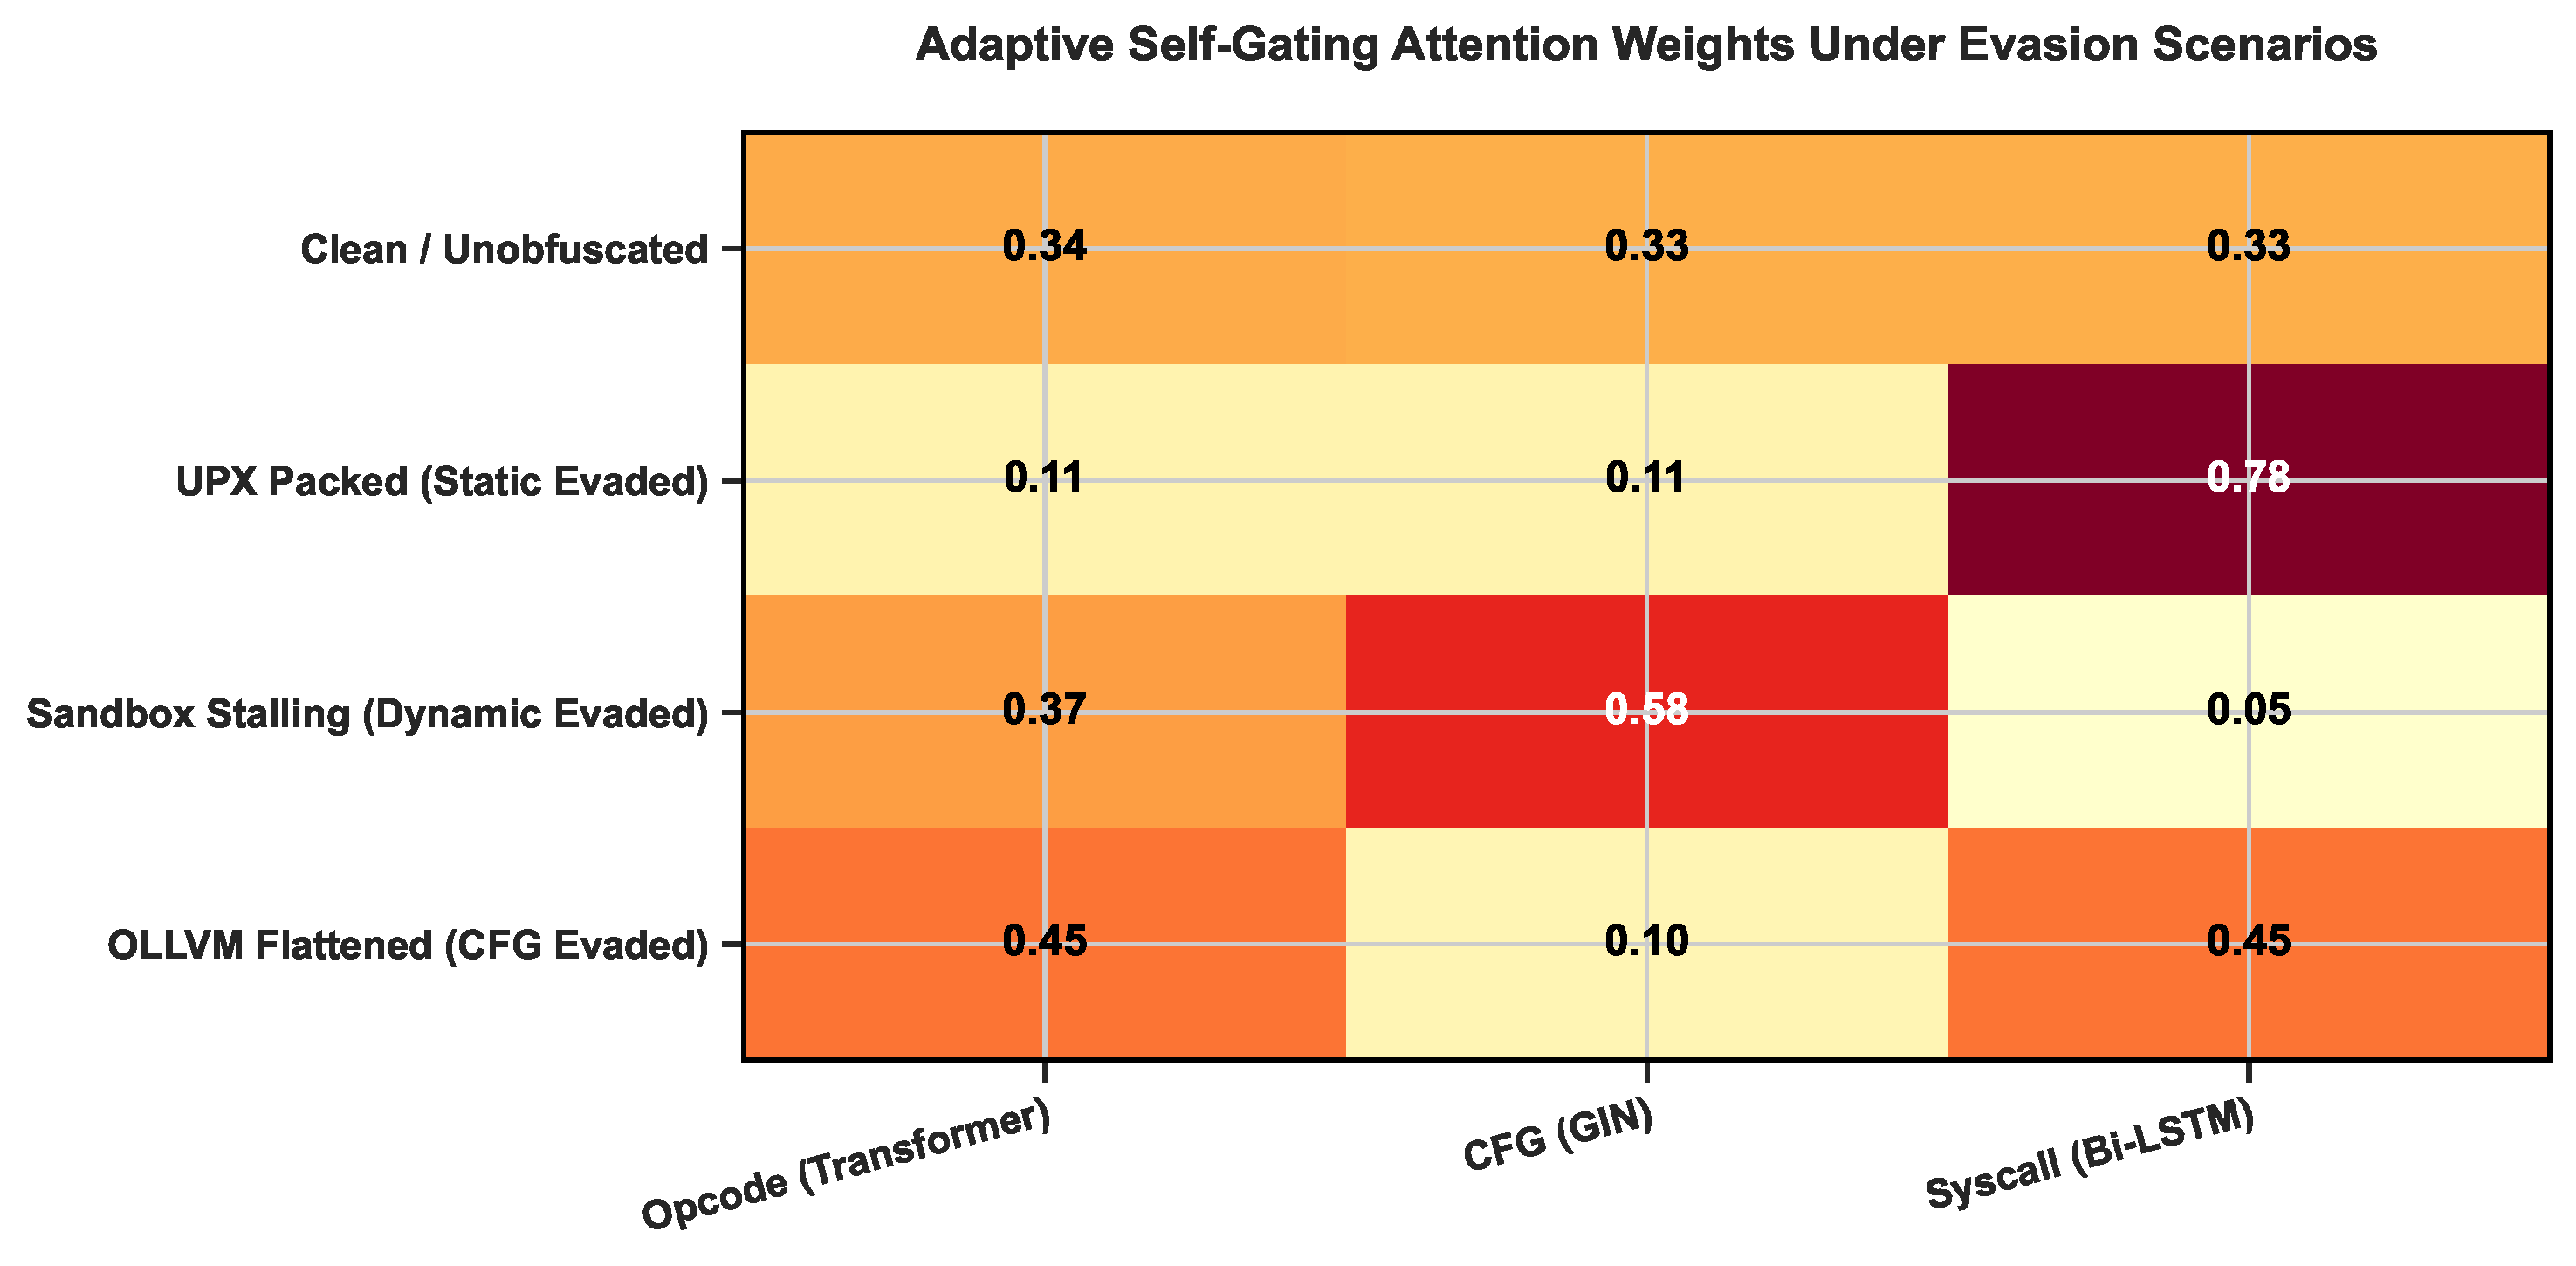 Adaptive Self-Gating Attention Weights Under Evasion Scenarios
Clean / Unobfuscated 0.34 0.33 0.33
UPX Packed (Static Evaded) 0.11 0.11 0.78
Sandbox Stalling (Dynamic Evaded) 0.37 0.58 0.05
OLLVM Flattened (CFG Evaded) 0.45 0.10 0.45
Opcode (Transformer) CFG (GIN) Syscall (Bi-LSTM)